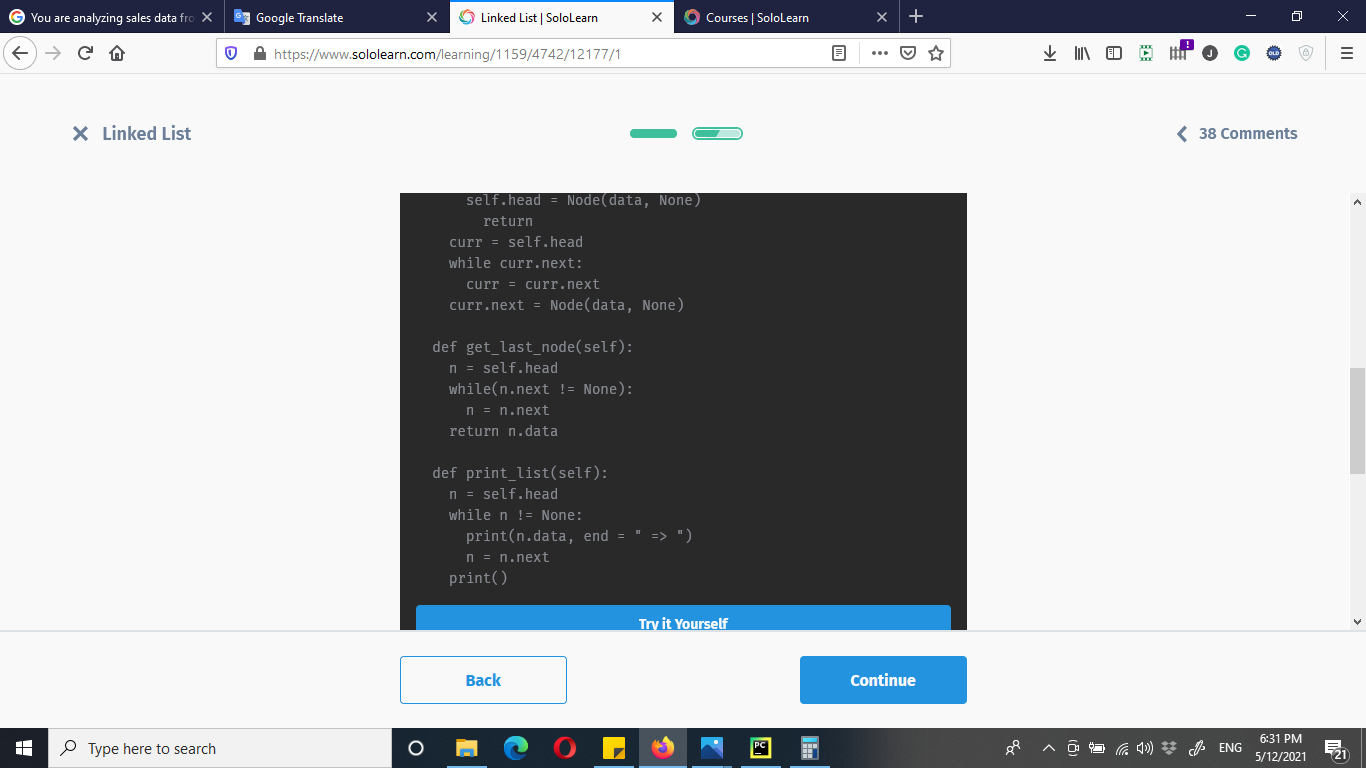 You are analyzing sales data fro
Google Translate
Linked List | SoloLearn
Courses | SoloLearn
https://www.sololearn.com/learning/1159/4742/12177/1
!
J
OLD
Linked List
38 Comments
self.head = Node(data, None)
return
curr = self.head
while curr.next:
curr = curr.next
curr.next = Node(data, None)
def get_last_node(self):
n = self.head
while(n.next != None):
n = n.next
return n.data
def print_list(self):
n = self.head
while n != None:
print(n.data, end = " => ")
n = n.next
print()
Try it Yourself
Back
Continue
Type here to search
PC
ENG
6:31 PM
5/12/2021
21